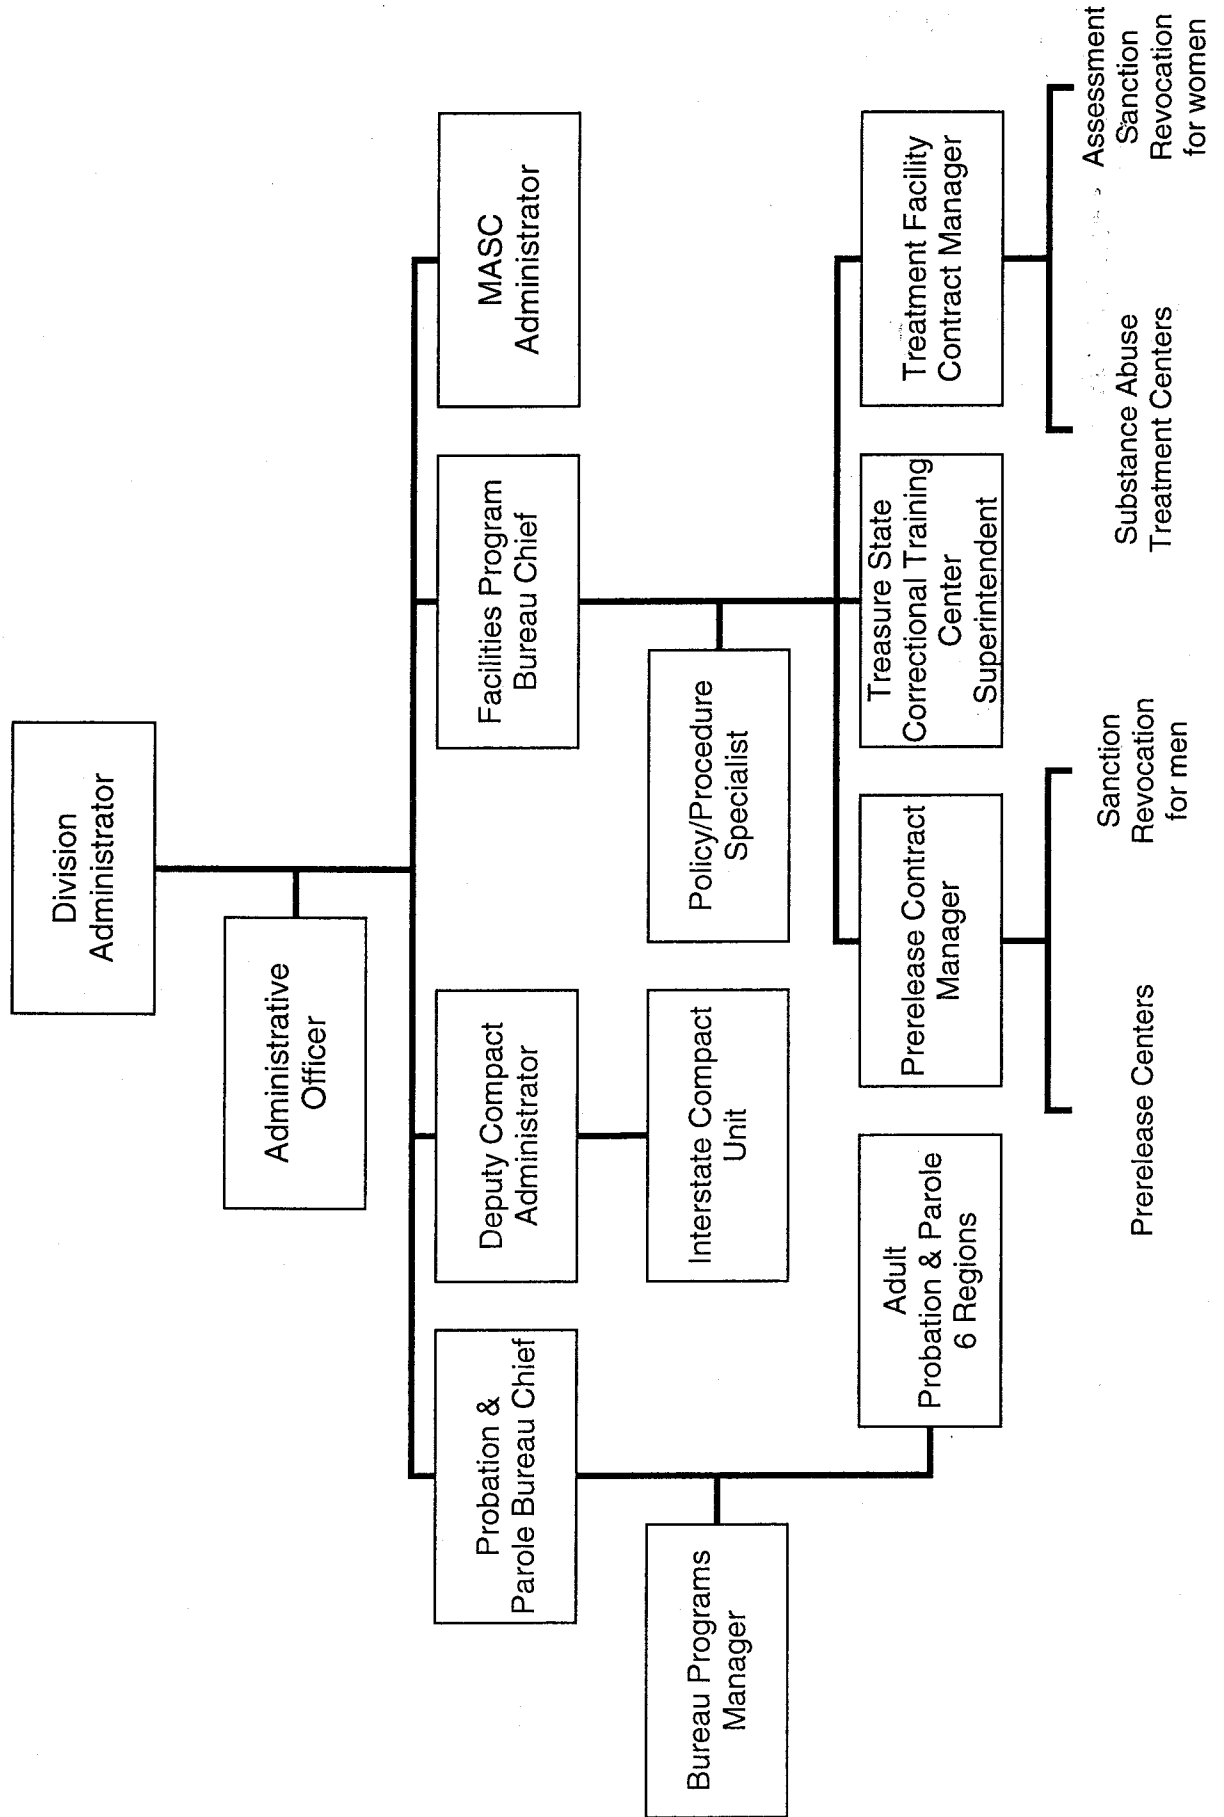 Division
Administrator
Administrative
Officer
Probation &
Parole Bureau Chief
Deputy Compact
Administrator
Facilities Program
Bureau Chief
MASC
Administrator
Bureau Programs
Manager
Interstate Compact
Unit
Policy/Procedure
Specialist
Adult
Probation & Parole
6 Regions
Prerelease Contract
Manager
Treasure State
Correctional Training
Center
Superintendent
Treatment Facility
Contract Manager
Prerelease Centers
Sanction
Revocation
for men
Substance Abuse
Treatment Centers
Assessment
Sanction
Revocation
for women